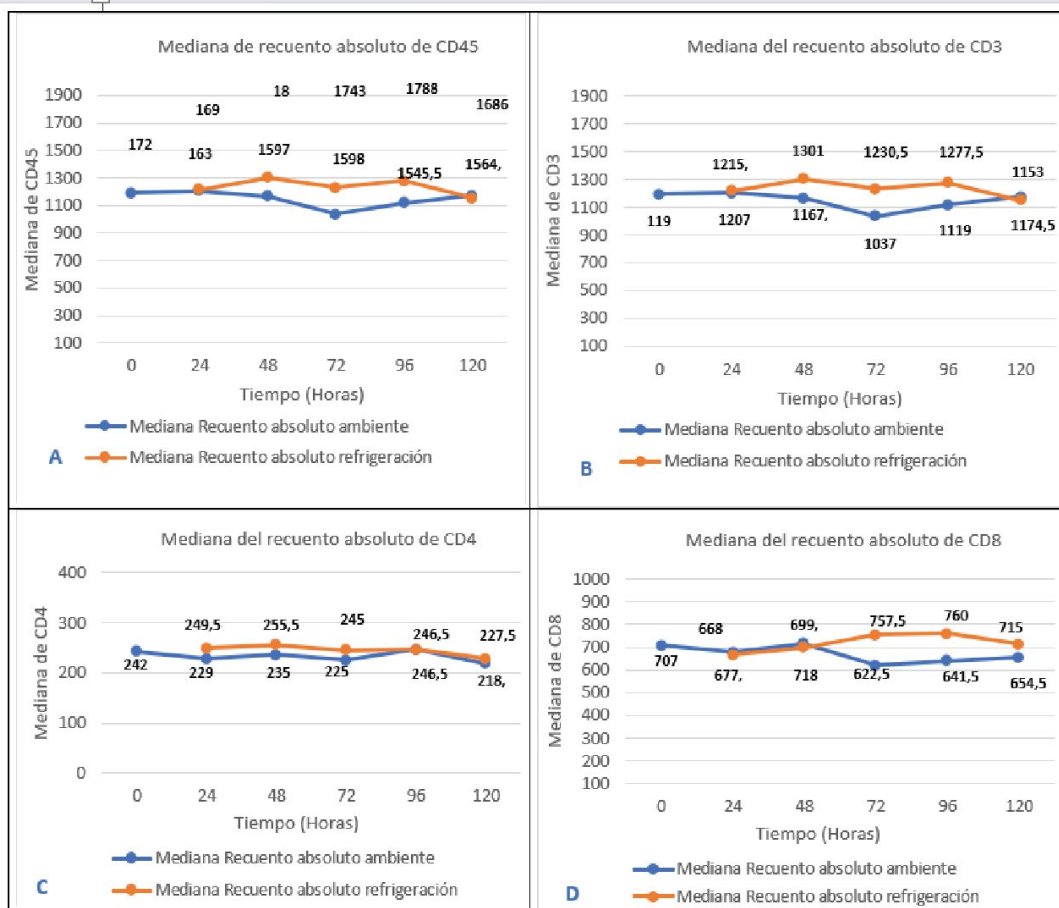 Mediana de recuento absoluto de CD45
Mediana de CD45
1900
1700
1500
1300
1100
900
700
500
300
100
172
169
163
18
1597
1743
1598
1788
1545,5
1686
1564,
0 24 48 72 96 120
Tiempo (Horas)
Mediana Recuento absoluto ambiente
Mediana Recuento absoluto refrigeración
A
Mediana del recuento absoluto de CD3
Mediana de CD3
1900
1700
1500
1300
1100
900
700
500
300
100
1215, 1301 1230,5 1277,5 1153
119 1207 1167, 1037 1119 1174,5
0 24 48 72 96 120
Tiempo (Horas)
Mediana Recuento absoluto ambiente
Mediana Recuento absoluto refrigeración
B
Mediana del recuento absoluto de CD4
Mediana de CD4
400
300
200
100
0
249,5 255,5 245 246,5 227,5
242 229 235 225 246,5 218,
0 24 48 72 96 120
Tiempo (Horas)
Mediana Recuento absoluto ambiente
Mediana Recuento absoluto refrigeración
C
Mediana del recuento absoluto de CD8
Mediana de CD8
1000
900
800
700
600
500
400
300
200
100
668 699, 757,5 760 715
707 677, 718 622,5 641,5 654,5
0 24 48 72 96 120
Tiempo (Horas)
Mediana Recuento absoluto ambiente
Mediana Recuento absoluto refrigeración
D